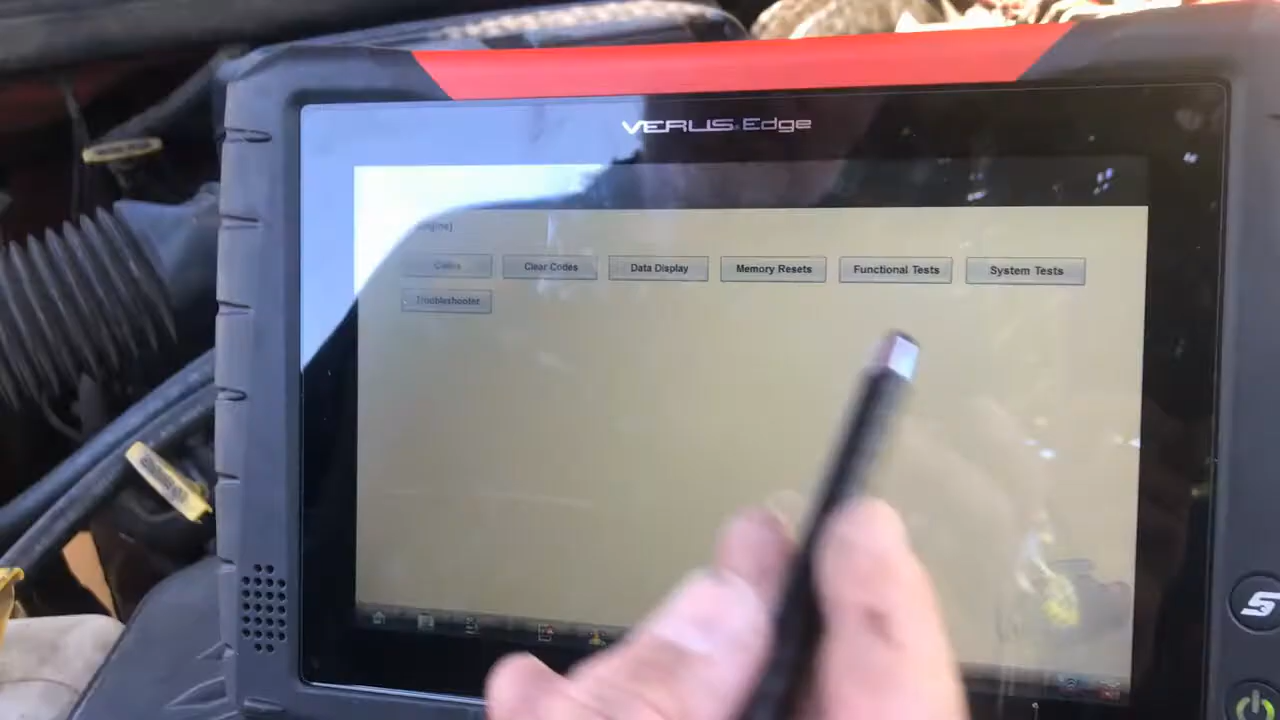 VERUS Edge
Codes
Clear Codes
Data Display
Memory Resets
Functional Tests
System Tests
Troubleshooter